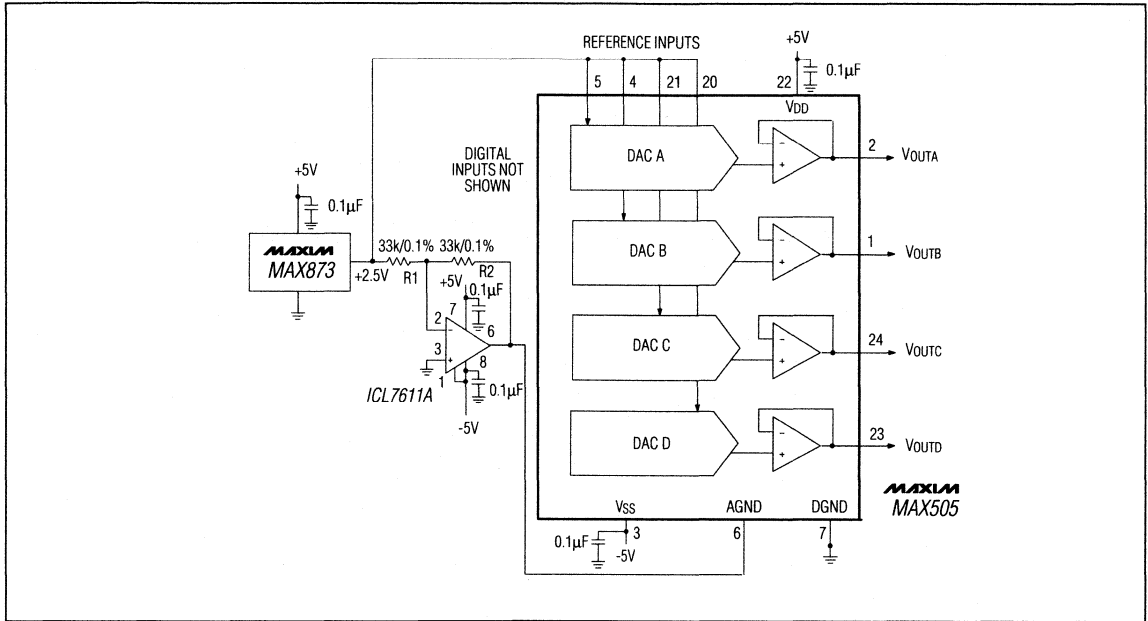 REFERENCE INPUTS
+5V
0.1µF
5 4 21 20 22
VDD
DIGITAL
INPUTS NOT
SHOWN
DAC A
-
+
2 VOUTA
+5V
0.1µF
MAXIM
MAX873
+2.5V
33k/0.1% 33k/0.1%
R1 R2
+5V
0.1µF
7
2 -
6
3 +
8
1
0.1µF
ICL7611A
-5V
DAC B
-
+
1 VOUTB
DAC C
-
+
24 VOUTC
DAC D
-
+
23 VOUTD
MAXIM
MAX505
VSS AGND DGND
3 6 7
0.1µF
-5V